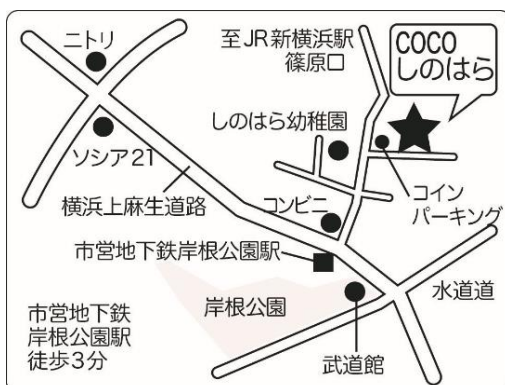 ニトリ
至JR新横浜駅
篠原口
COCO
しのはら
しのはら幼稚園
ソシア21
横浜上麻生道路
コンビニ
コイン
パーキング
市営地下鉄岸根公園駅
岸根公園
水道道
武道館
市営地下鉄
岸根公園駅
徒歩3分